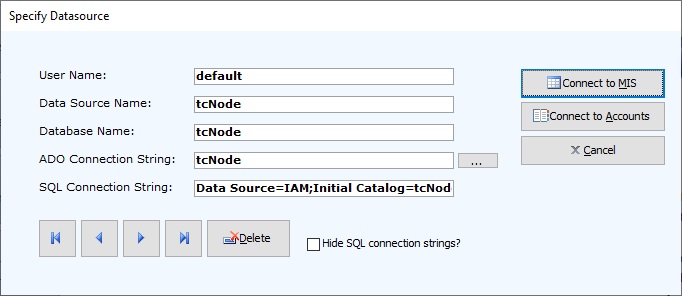 Specify Datasource
User Name:
default
Data Source Name:
tcNode
Database Name:
tcNode
ADO Connection String:
tcNode
...
SQL Connection String:
Data Source=IAM;Initial Catalog=tcNod
Connect to MIS
Connect to Accounts
Cancel
Delete
Hide SQL connection strings?